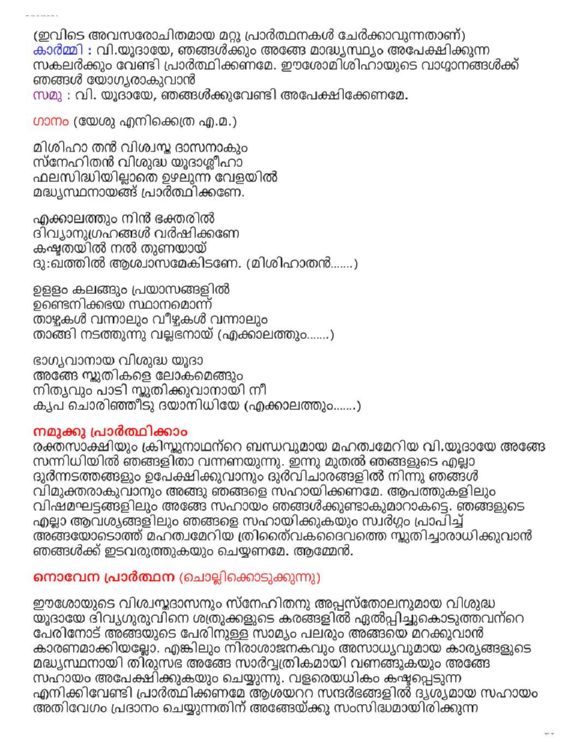 (ഇവിടെ അവസരോചിതമായ മറ്റു പ്രാർത്ഥനകൾ ചേർക്കാവുന്നതാണ്)
കാർമ്മി : വി.യൂദായേ, ഞങ്ങൾക്കും അങ്ങേ മാദ്ധ്യസ്ഥ്യം അപേക്ഷിക്കുന്ന
സകലർക്കും വേണ്ടി പ്രാർത്ഥിക്കണമേ. ഈശോമിശിഹായുടെ വാഗ്ദാനങ്ങൾക്ക്
ഞങ്ങൾ യോഗ്യരാകുവാൻ
സമൂ : വി. യൂദായേ, ഞങ്ങൾക്കുവേണ്ടി അപേക്ഷിക്കേണമേ.
ഗാനം (യേശു എനിക്കെത്ര എ.മ.)
മിശിഹാ തൻ വിശ്വസ്ത ദാസനാകും
സ്നേഹിതൻ വിശുദ്ധ യൂദാശ്ലീഹാ
ഫലസിദ്ധിയില്ലാതെ ഉഴലുന്ന വേളയിൽ
മദ്ധ്യസ്ഥനായങ്ങ് പ്രാർത്ഥിക്കണേ.
എക്കാലത്തും നിൻ ഭക്തരിൽ
ദിവ്യാനുഗ്രഹങ്ങൾ വർഷിക്കണേ
കഷ്ടതയിൽ നൽ തുണയായ്
ദു:ഖത്തിൽ ആശ്വാസമേകിടണേ. (മിശിഹാതൻ.......)
ഉള്ളം കലങ്ങും പ്രയാസങ്ങളിൽ
ഉണ്ടെനിക്കഭയ സ്ഥാനമൊന്ന്
താഴ്ചകൾ വന്നാലും വീഴ്ചകൾ വന്നാലും
താങ്ങി നടത്തുന്നു വല്ലഭനായ് (എക്കാലത്തും.......)
ഭാഗ്യവാനായ വിശുദ്ധ യൂദാ
അങ്ങേ സ്തുതികളെ ലോകമെങ്ങും
നിത്യവും പാടി സ്തുതിക്കുവാനായി നീ
കൃപ ചൊരിഞ്ഞീടു ദയാനിധിയേ (എക്കാലത്തും.......)
നമുക്കു പ്രാർത്ഥിക്കാം
രക്തസാക്ഷിയും ക്രിസ്തുനാഥന്റെ ബന്ധവുമായ മഹത്വമേറിയ വി.യൂദായേ അങ്ങേ
സന്നിധിയിൽ ഞങ്ങളിതാ വന്നണയുന്നു. ഇന്നു മുതൽ ഞങ്ങളുടെ എല്ലാ
ദുർന്നടത്തങ്ങളും ഉപേക്ഷിക്കുവാനും ദുർവിചാരങ്ങളിൽ നിന്നു ഞങ്ങൾ
വിമുക്തരാകുവാനും അങ്ങു ഞങ്ങളെ സഹായിക്കണമേ. ആപത്തുകളിലും
വിഷമഘട്ടങ്ങളിലും അങ്ങേ സഹായം ഞങ്ങൾക്കുണ്ടാകുമാറാകട്ടെ. ഞങ്ങളുടെ
എല്ലാ ആവശ്യങ്ങളിലും ഞങ്ങളെ സഹായിക്കുകയും സ്വർഗ്ഗം പ്രാപിച്ച്
അങ്ങയോടൊത്ത് മഹത്വമേറിയ ത്രിതൈ്വകദൈവത്തെ സ്തുതിച്ചാരാധിക്കുവാൻ
ഞങ്ങൾക്ക് ഇടവരുത്തുകയും ചെയ്യണമേ. ആമ്മേൻ.
നൊവേന പ്രാർത്ഥന (ചൊല്ലിക്കൊടുക്കുന്നു)
ഈശോയുടെ വിശ്വസ്തദാസനും സ്നേഹിതനു അപ്പസ്തോലനുമായ വിശുദ്ധ
യൂദായേ ദിവ്യഗുരുവിനെ ശത്രുക്കളുടെ കരങ്ങളിൽ ഏൽപ്പിച്ചുകൊടുത്തവന്റെ
പേരിനോട് അങ്ങയുടെ പേരിനുള്ള സാമ്യം പലരും അങ്ങയെ മറക്കുവാൻ
കാരണമാക്കിയല്ലോ. എങ്കിലും നിരാശാജനകവും അസാധ്യവുമായ കാര്യങ്ങളുടെ
മദ്ധ്യസ്ഥനായി തിരുസഭ അങ്ങേ സാർവ്വത്രികമായി വണങ്ങുകയും അങ്ങേ
സഹായം അപേക്ഷിക്കുകയും ചെയ്യുന്നു. വളരെയധികം കഷ്ടപ്പെടുന്ന
എനിക്കിവേണ്ടി പ്രാർത്ഥിക്കണമേ ആശയററ സന്ദർഭങ്ങളിൽ ദൃശ്യമായ സഹായം
അതിവേഗം പ്രദാനം ചെയ്യുന്നതിന് അങ്ങേയ്ക്കു സംസിദ്ധമായിരിക്കുന്ന